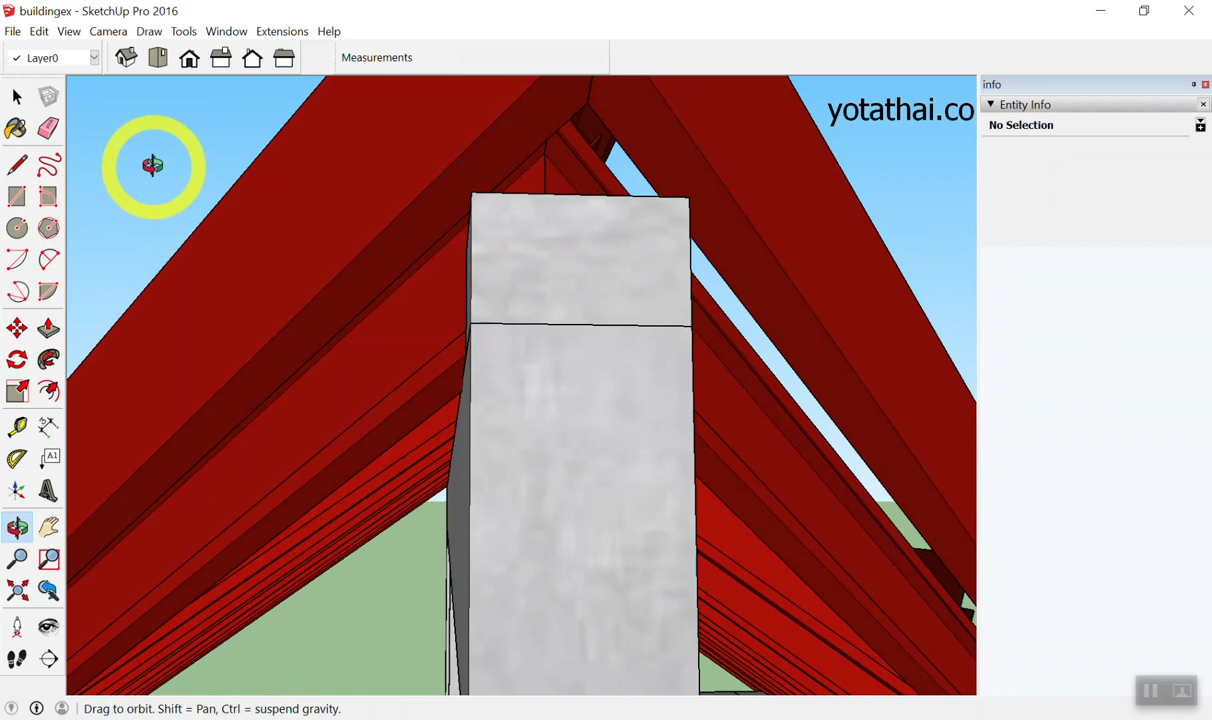 buildingex - SketchUp Pro 2016
File Edit View Camera Draw Tools Window Help Extensions
Layer0
Measurements
yotathai.co
info
Entity Info
No Selection
A1
Drag to orbit. Shift = Pan, Ctrl = suspend gravity.